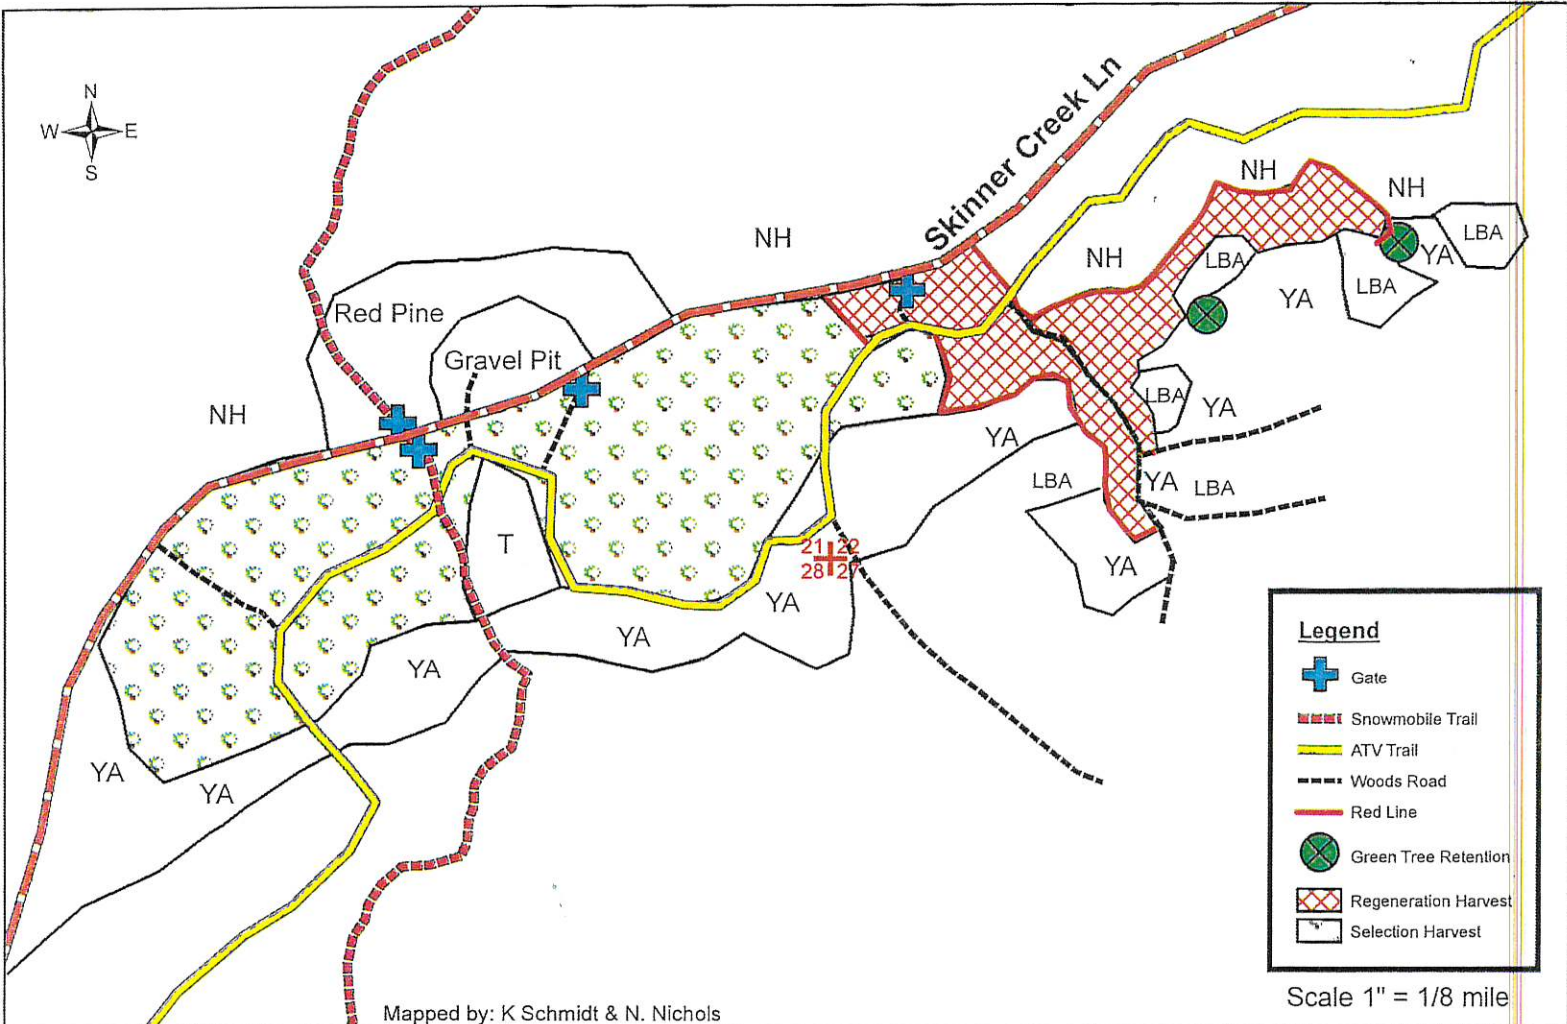 N
W E
S
Skinner Creek Ln
NH
NH
NH
NH
NH
LBA
YA
LBA
LBA
YA
Red Pine
Gravel Pit
LBA
YA
YA
LBA
YA
LBA
T
21 22
28 27
YA
YA
YA
YA
YA
YA
Legend
Gate
Snowmobile Trail
ATV Trail
Woods Road
Red Line
Green Tree Retention
Regeneration Harvest
Selection Harvest
Scale 1" = 1/8 mile
Mapped by: K Schmidt & N. Nichols